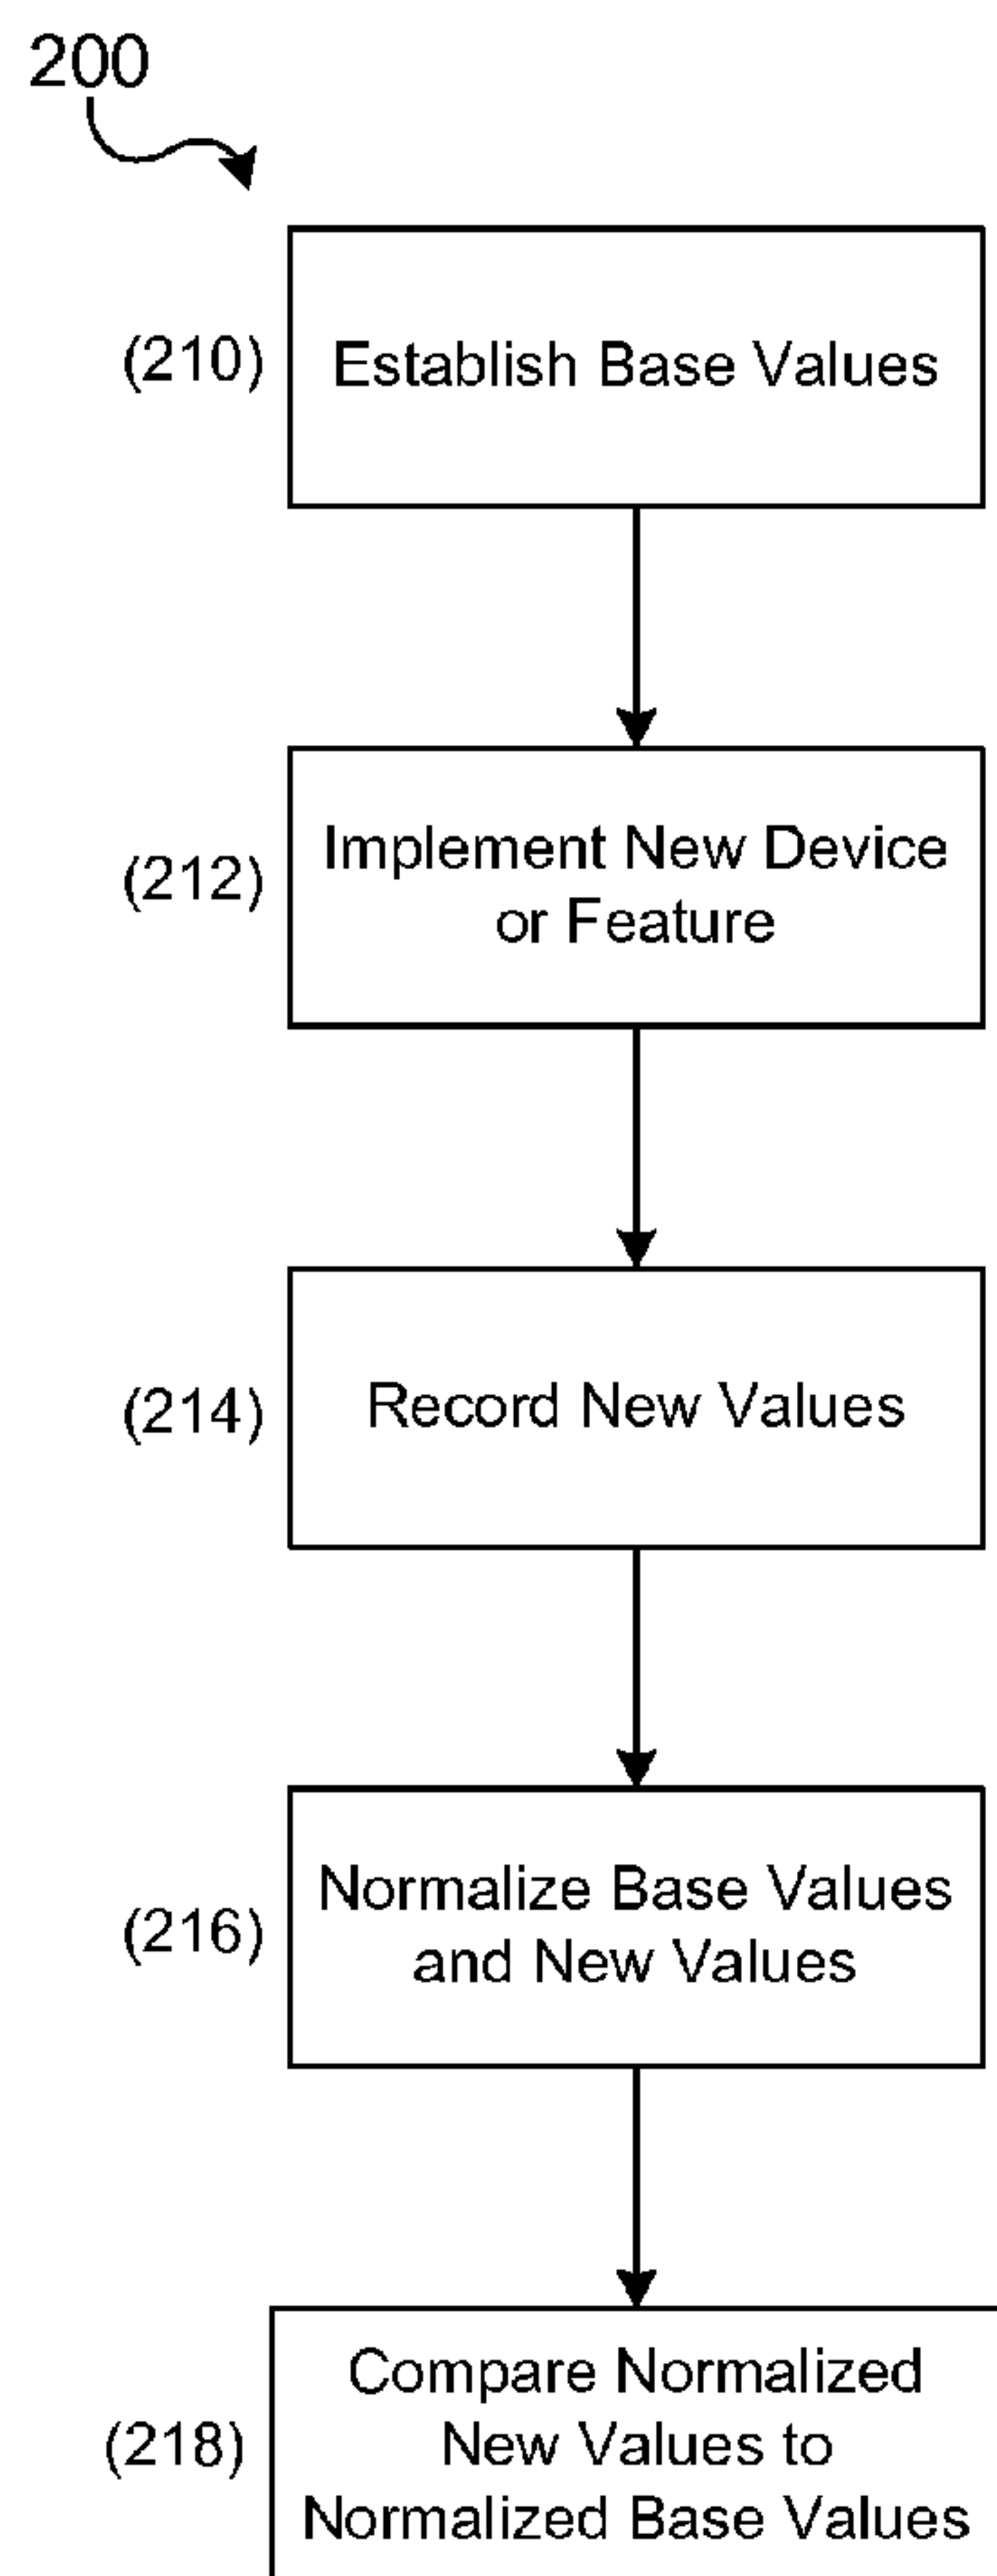 200
(210)
Establish Base Values
(212)
Implement New Device
or Feature
(214)
Record New Values
(216)
Normalize Base Values
and New Values
(218)
Compare Normalized
New Values to
Normalized Base Values